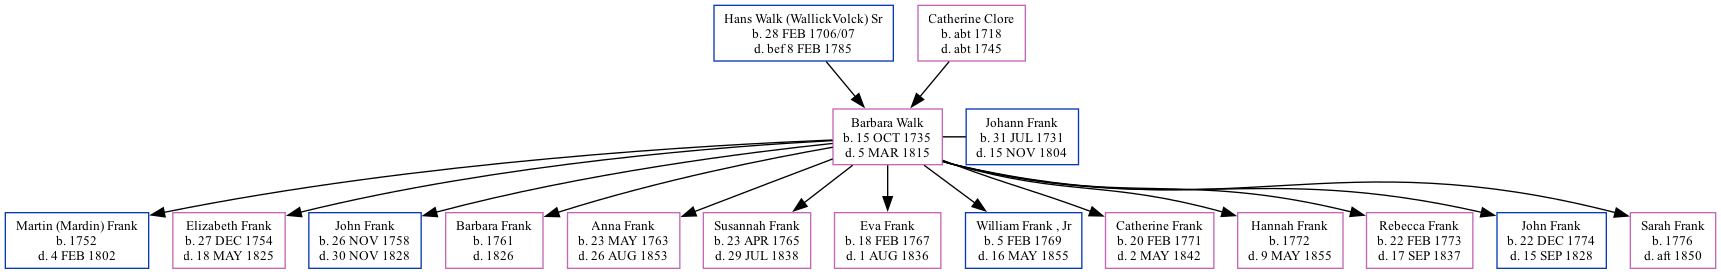 Hans Walk (WallickVolck) Sr
b. 28 FEB 1706/07
d. bef 8 FEB 1785
Catherine Clore
b. abt 1718
d. abt 1745
Barbara Walk
b. 15 OCT 1735
d. 5 MAR 1815
Johann Frank
b. 31 JUL 1731
d. 15 NOV 1804
Martin (Mardin) Frank
b. 1752
d. 4 FEB 1802
Elizabeth Frank
b. 27 DEC 1754
d. 18 MAY 1825
John Frank
b. 26 NOV 1758
d. 30 NOV 1828
Barbara Frank
b. 1761
d. 1826
Anna Frank
b. 23 MAY 1763
d. 26 AUG 1853
Susannah Frank
b. 23 APR 1765
d. 29 JUL 1838
Eva Frank
b. 18 FEB 1767
d. 1 AUG 1836
William Frank , Jr
b. 5 FEB 1769
d. 16 MAY 1855
Catherine Frank
b. 20 FEB 1771
d. 2 MAY 1842
Hannah Frank
b. 1772
d. 9 MAY 1855
Rebecca Frank
b. 22 FEB 1773
d. 17 SEP 1837
John Frank
b. 22 DEC 1774
d. 15 SEP 1828
Sarah Frank
b. 1776
d. aft 1850